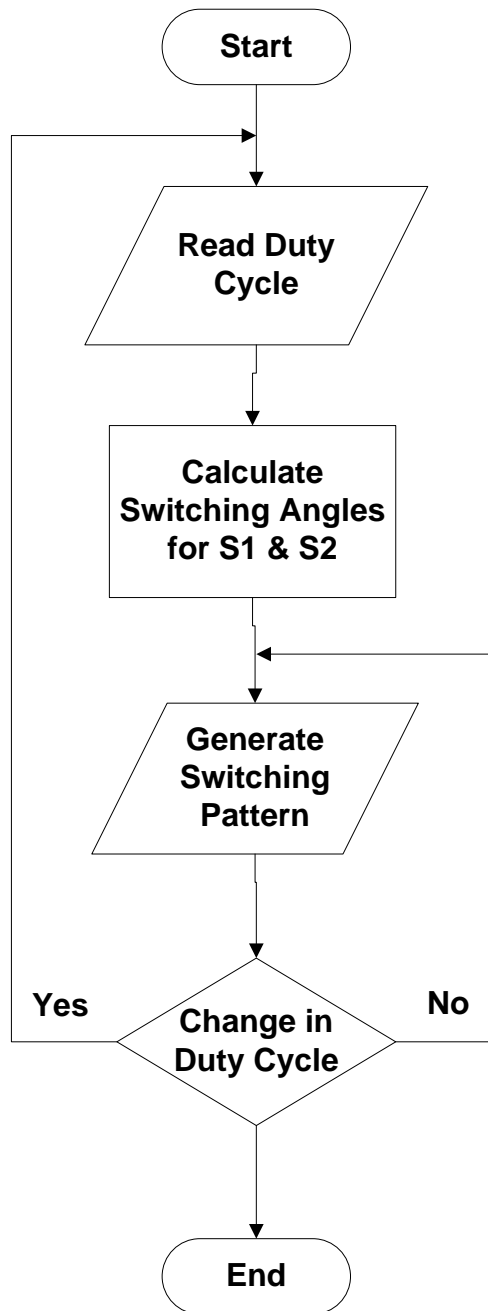 Start
Read Duty
Cycle
Calculate
Switching Angles
for S1 & S2
Generate
Switching
Pattern
Yes
No
Change in
Duty Cycle
End